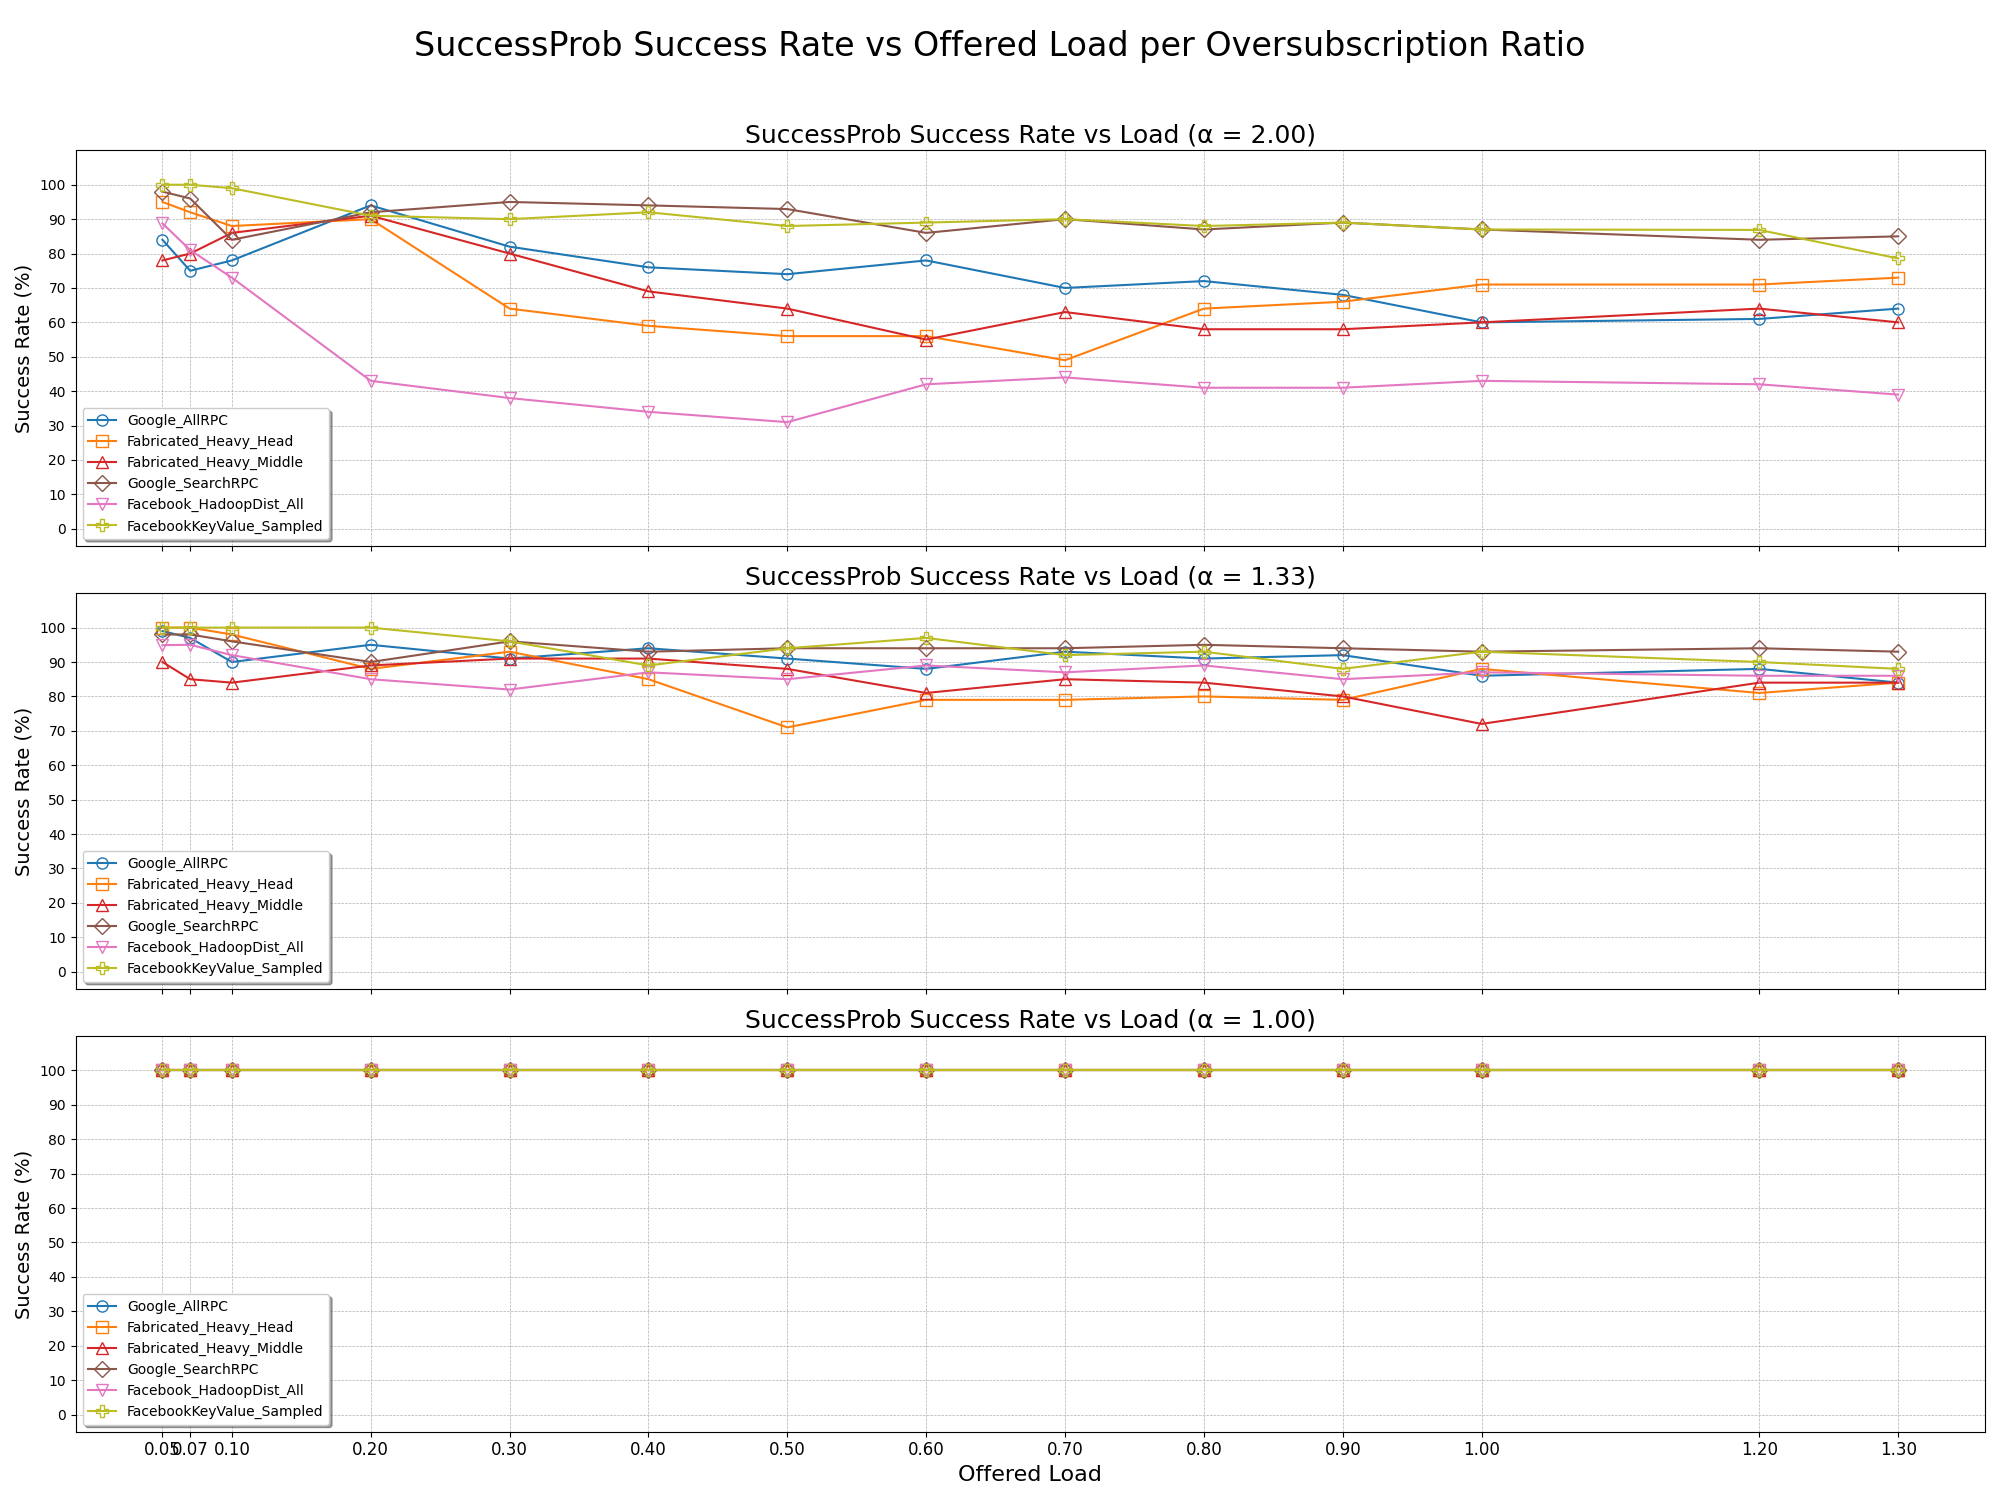 SuccessProb Success Rate vs Offered Load per Oversubscription Ratio
SuccessProb Success Rate vs Load (α = 2.00)
Success Rate (%)
100
90
80
70
60
50
40
30
20
10
0
Google_AllRPC
Fabricated_Heavy_Head
Fabricated_Heavy_Middle
Google_SearchRPC
Facebook_HadoopDist_All
FacebookKeyValue_Sampled
SuccessProb Success Rate vs Load (α = 1.33)
Success Rate (%)
100
90
80
70
60
50
40
30
20
10
0
Google_AllRPC
Fabricated_Heavy_Head
Fabricated_Heavy_Middle
Google_SearchRPC
Facebook_HadoopDist_All
FacebookKeyValue_Sampled
SuccessProb Success Rate vs Load (α = 1.00)
Success Rate (%)
100
90
80
70
60
50
40
30
20
10
0
Google_AllRPC
Fabricated_Heavy_Head
Fabricated_Heavy_Middle
Google_SearchRPC
Facebook_HadoopDist_All
FacebookKeyValue_Sampled
0.05 0.07 0.10 0.20 0.30 0.40 0.50 0.60 0.70 0.80 0.90 1.00 1.20 1.30
Offered Load